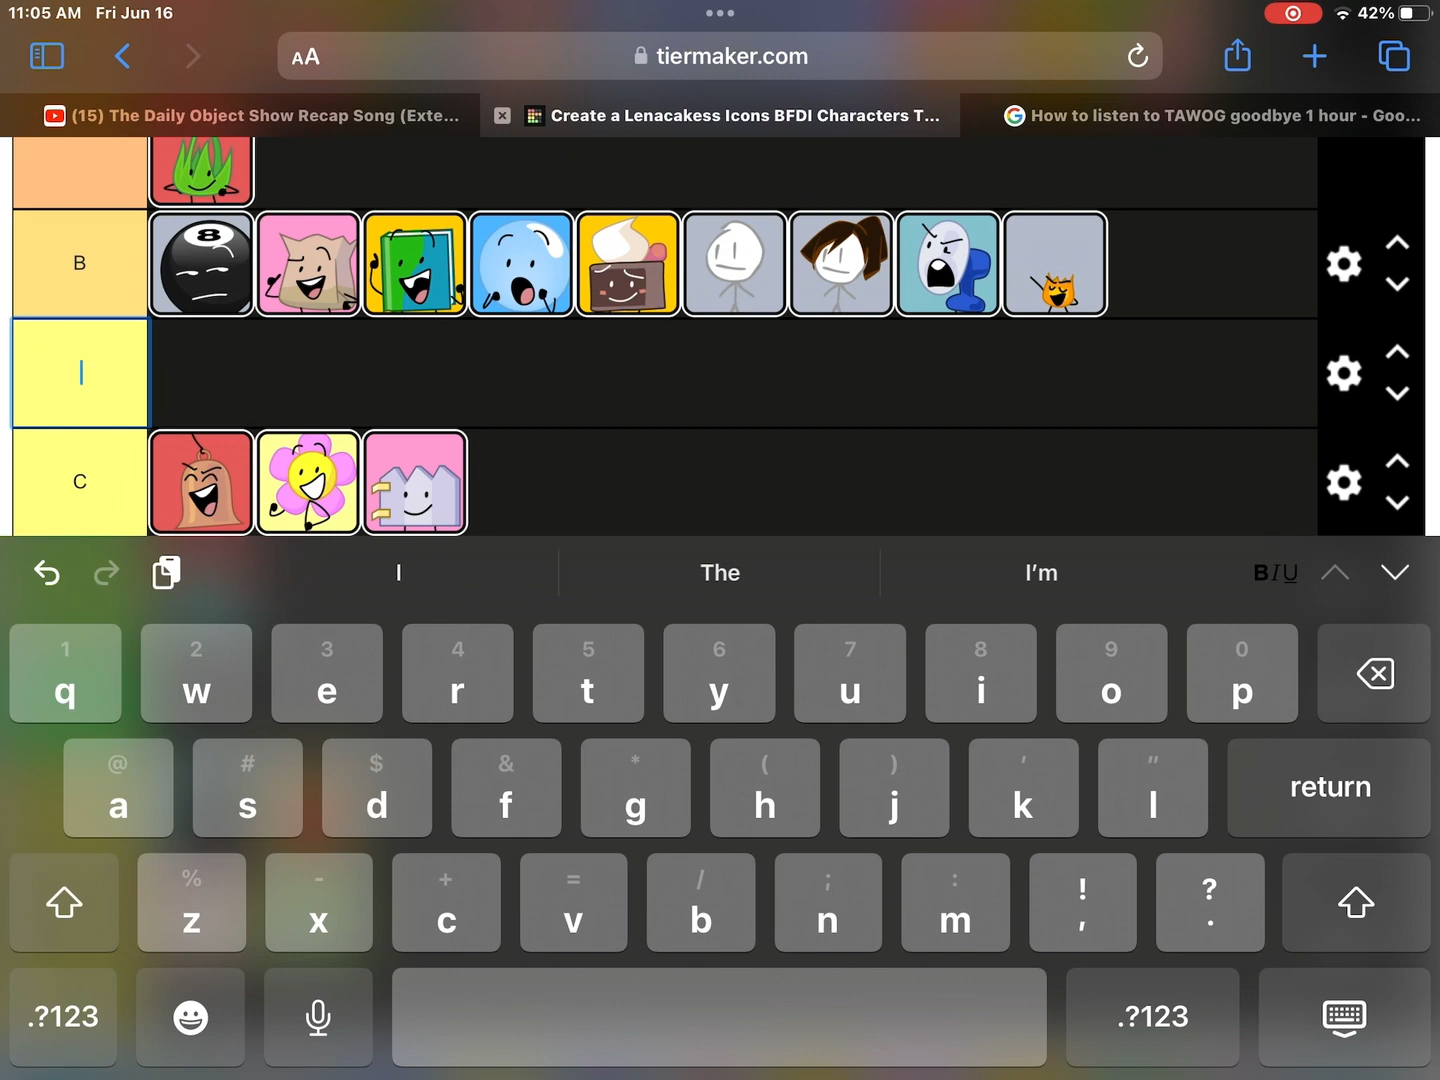 11:05 AM Fri Jun 16
42%
AA
tiermaker.com
(15) The Daily Object Show Recap Song (Exte...
Create a Lenacakess Icons BFDI Characters T...
How to listen to TAWOG goodbye 1 hour - Goo...
B
8
C
I
The
I'm
BIU
1 2 3 4 5 6 7 8 9 0
q w e r t y u i o p
@ # $ & * ( ) ' "
a s d f g h j k l
return
% - + = / ; : ! ?
z x c v b n m , .
.?123
.?123